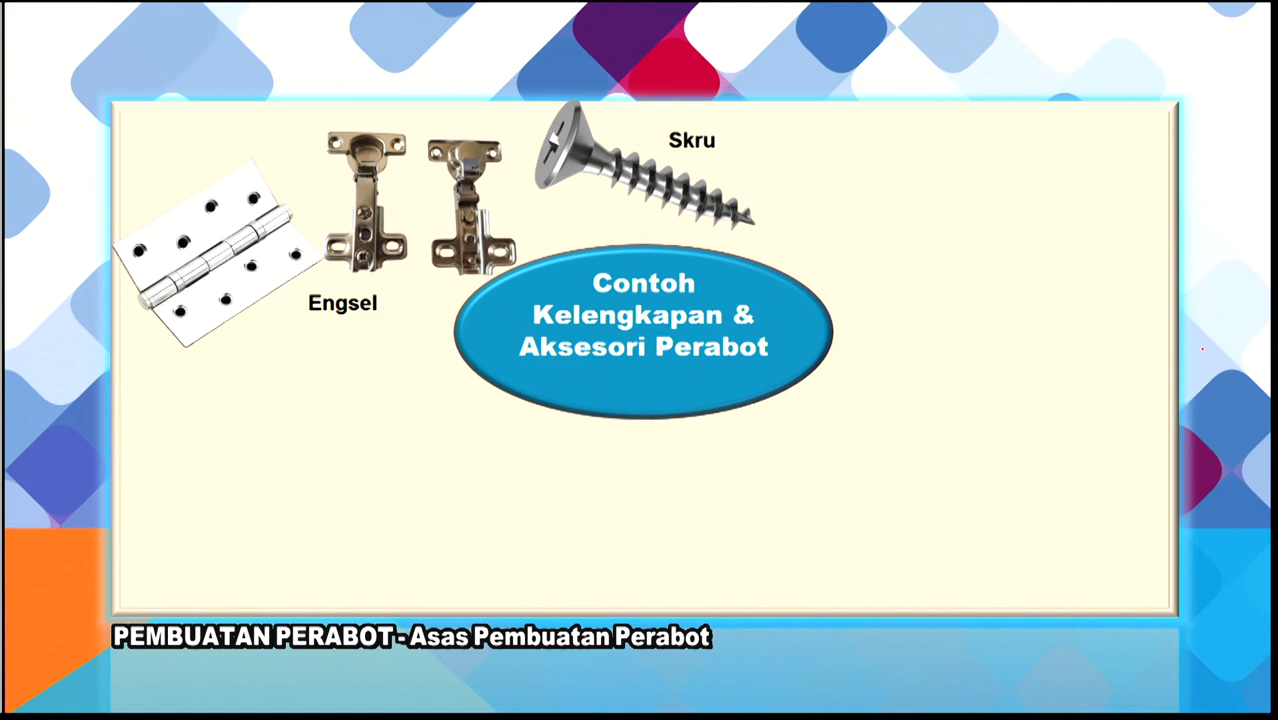 Skru
Engsel
Contoh
Kelengkapan &
Aksesori Perabot
PEMBUATAN PERABOT - Asas Pembuatan Perabot